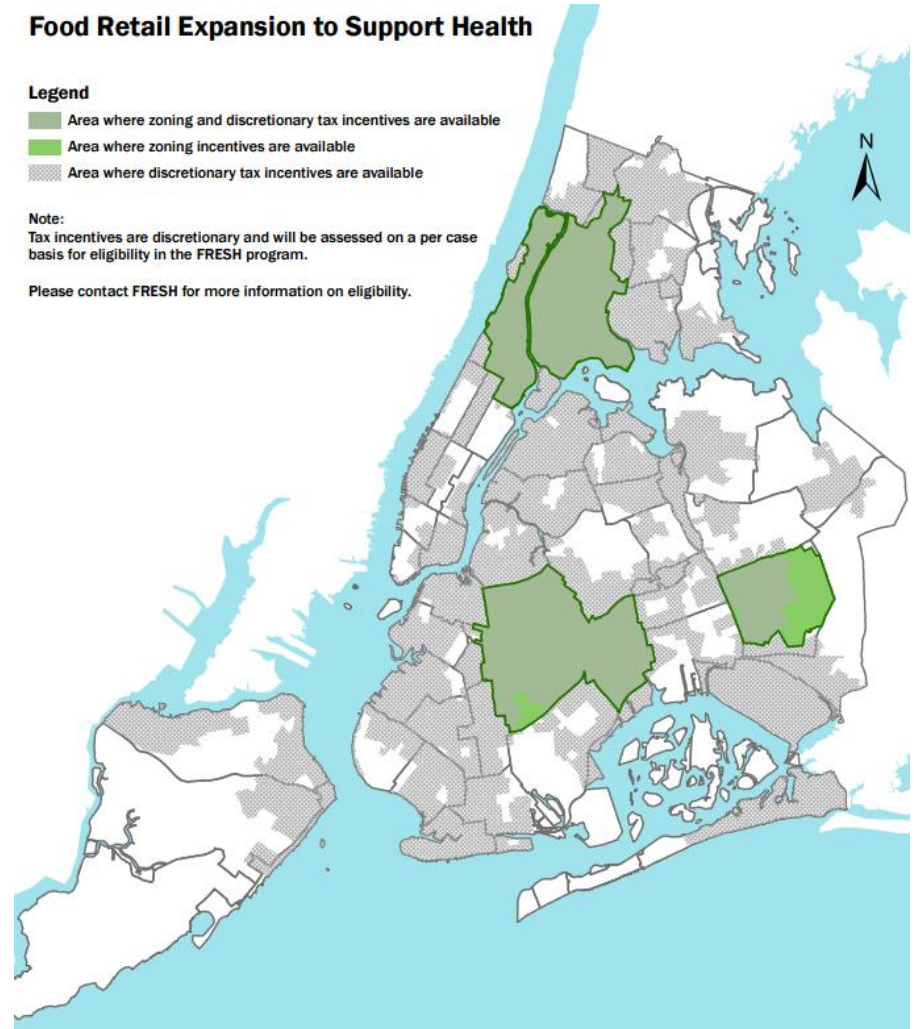 Food Retail Expansion to Support Health
Legend
Area where zoning and discretionary tax incentives are available
Area where zoning incentives are available
Area where discretionary tax incentives are available
Note:
Tax incentives are discretionary and will be assessed on a per case
basis for eligibility in the FRESH program.
Please contact FRESH for more information on eligibility.
N